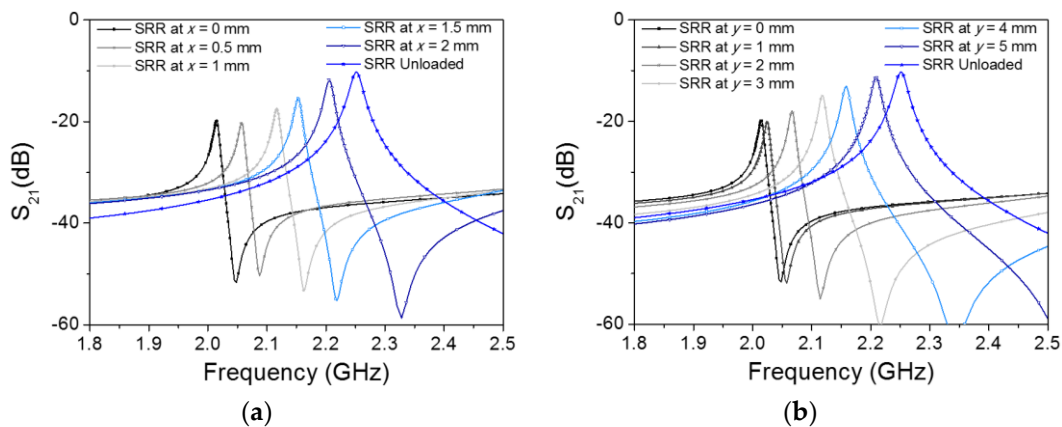 0
-20
-40
-60
S21(dB)
SRR at x = 0 mm
SRR at x = 0.5 mm
SRR at x = 1 mm
SRR at x = 1.5 mm
SRR at x = 2 mm
SRR Unloaded
1.8 1.9 2.0 2.1 2.2 2.3 2.4 2.5
Frequency (GHz)
(a)
0
-20
-40
-60
S21(dB)
SRR at y = 0 mm
SRR at y = 1 mm
SRR at y = 2 mm
SRR at y = 3 mm
SRR at y = 4 mm
SRR at y = 5 mm
SRR Unloaded
1.8 1.9 2.0 2.1 2.2 2.3 2.4 2.5
Frequency (GHz)
(b)